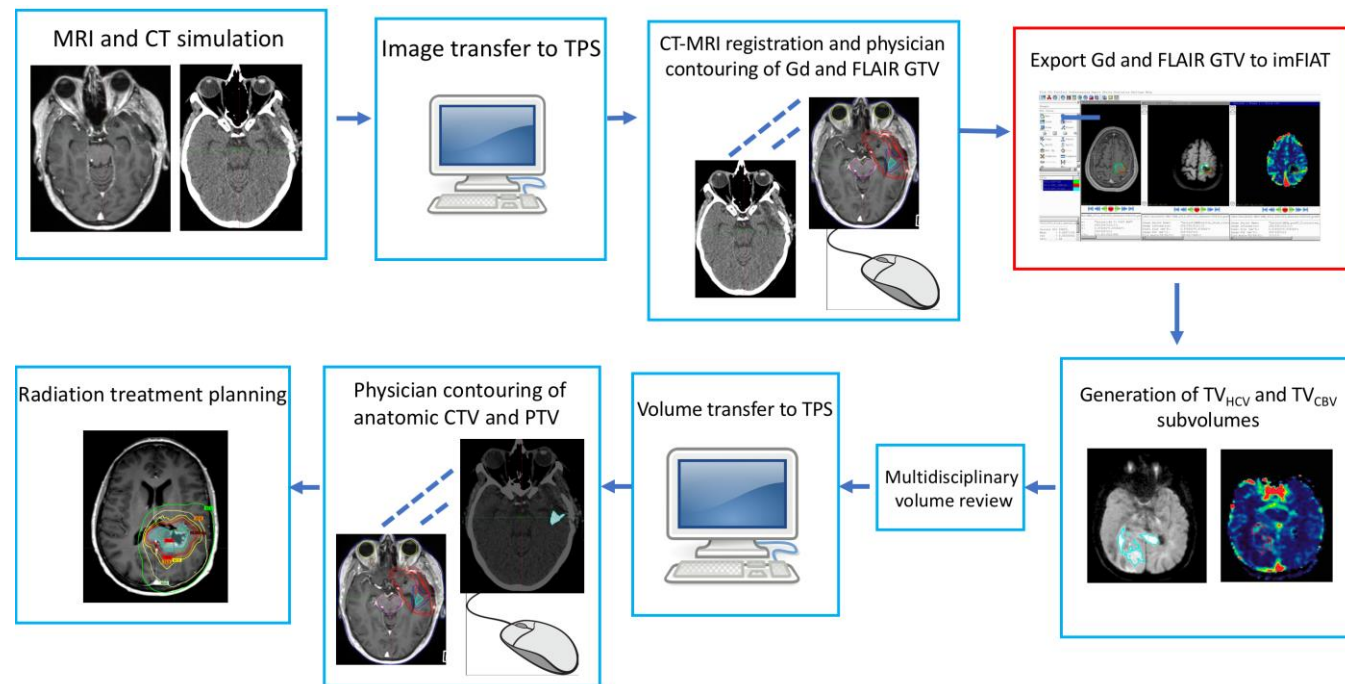 MRI and CT simulation
Image transfer to TPS
CT-MRI registration and physician
contouring of Gd and FLAIR GTV
Export Gd and FLAIR GTV to imFIAT
Generation of TV_HCV and TV_CBV
subvolumes
Multidisciplinary
volume review
Volume transfer to TPS
Physician contouring of
anatomic CTV and PTV
Radiation treatment planning